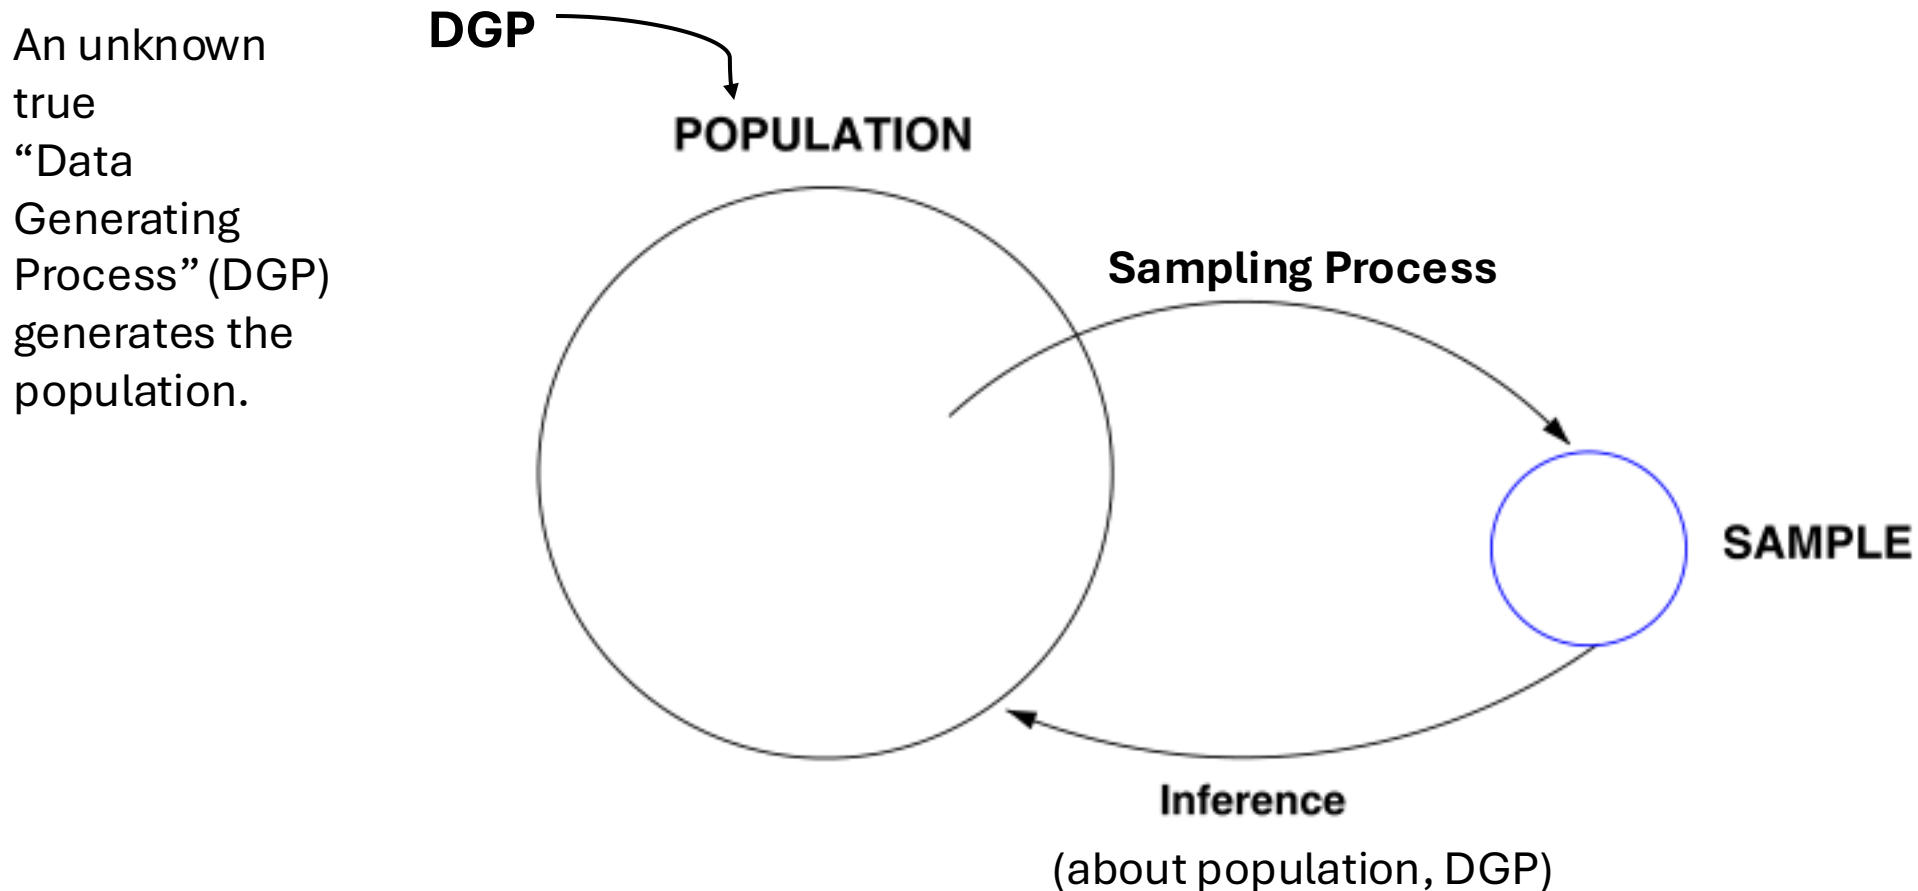 An unknown
true
“Data
Generating
Process” (DGP)
generates the
population.
DGP
POPULATION
Sampling Process
SAMPLE
Inference
(about population, DGP)